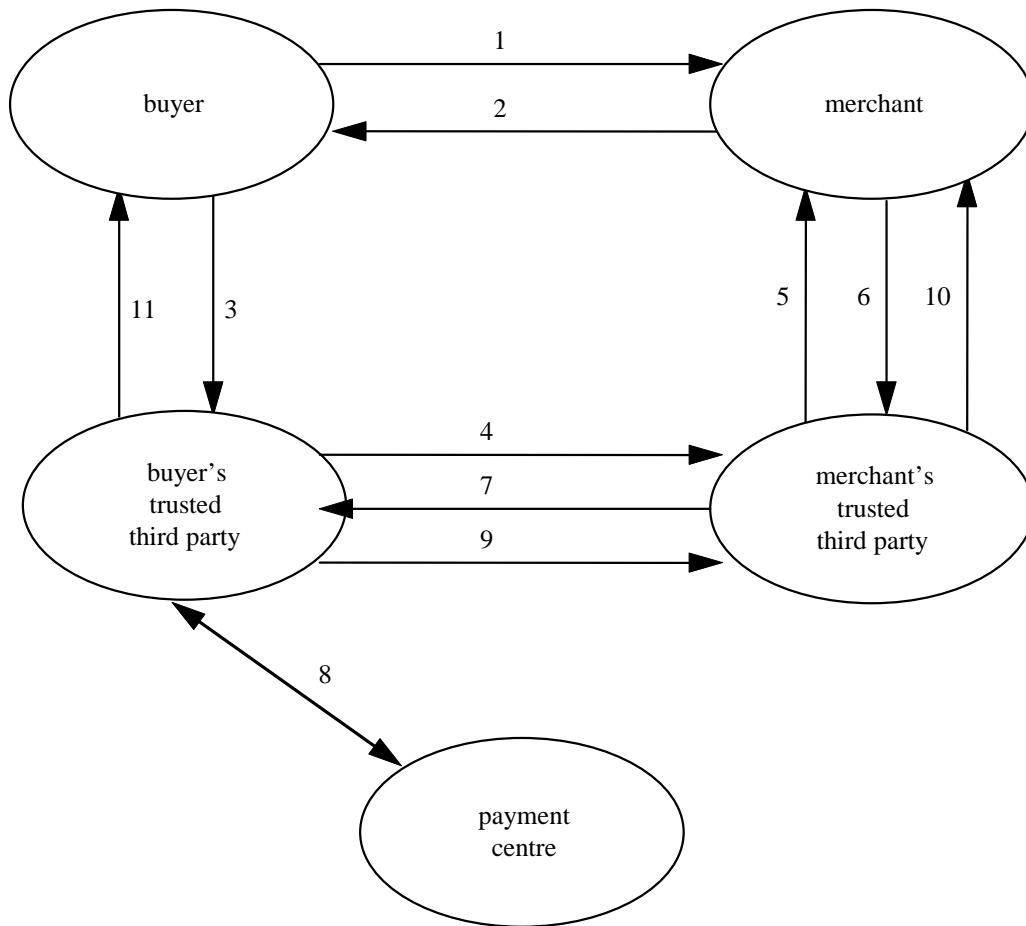 1
buyer
merchant
2
11
3
5
6
10
4
buyer’s
trusted
third party
7
merchant’s
trusted
third party
9
8
payment
centre